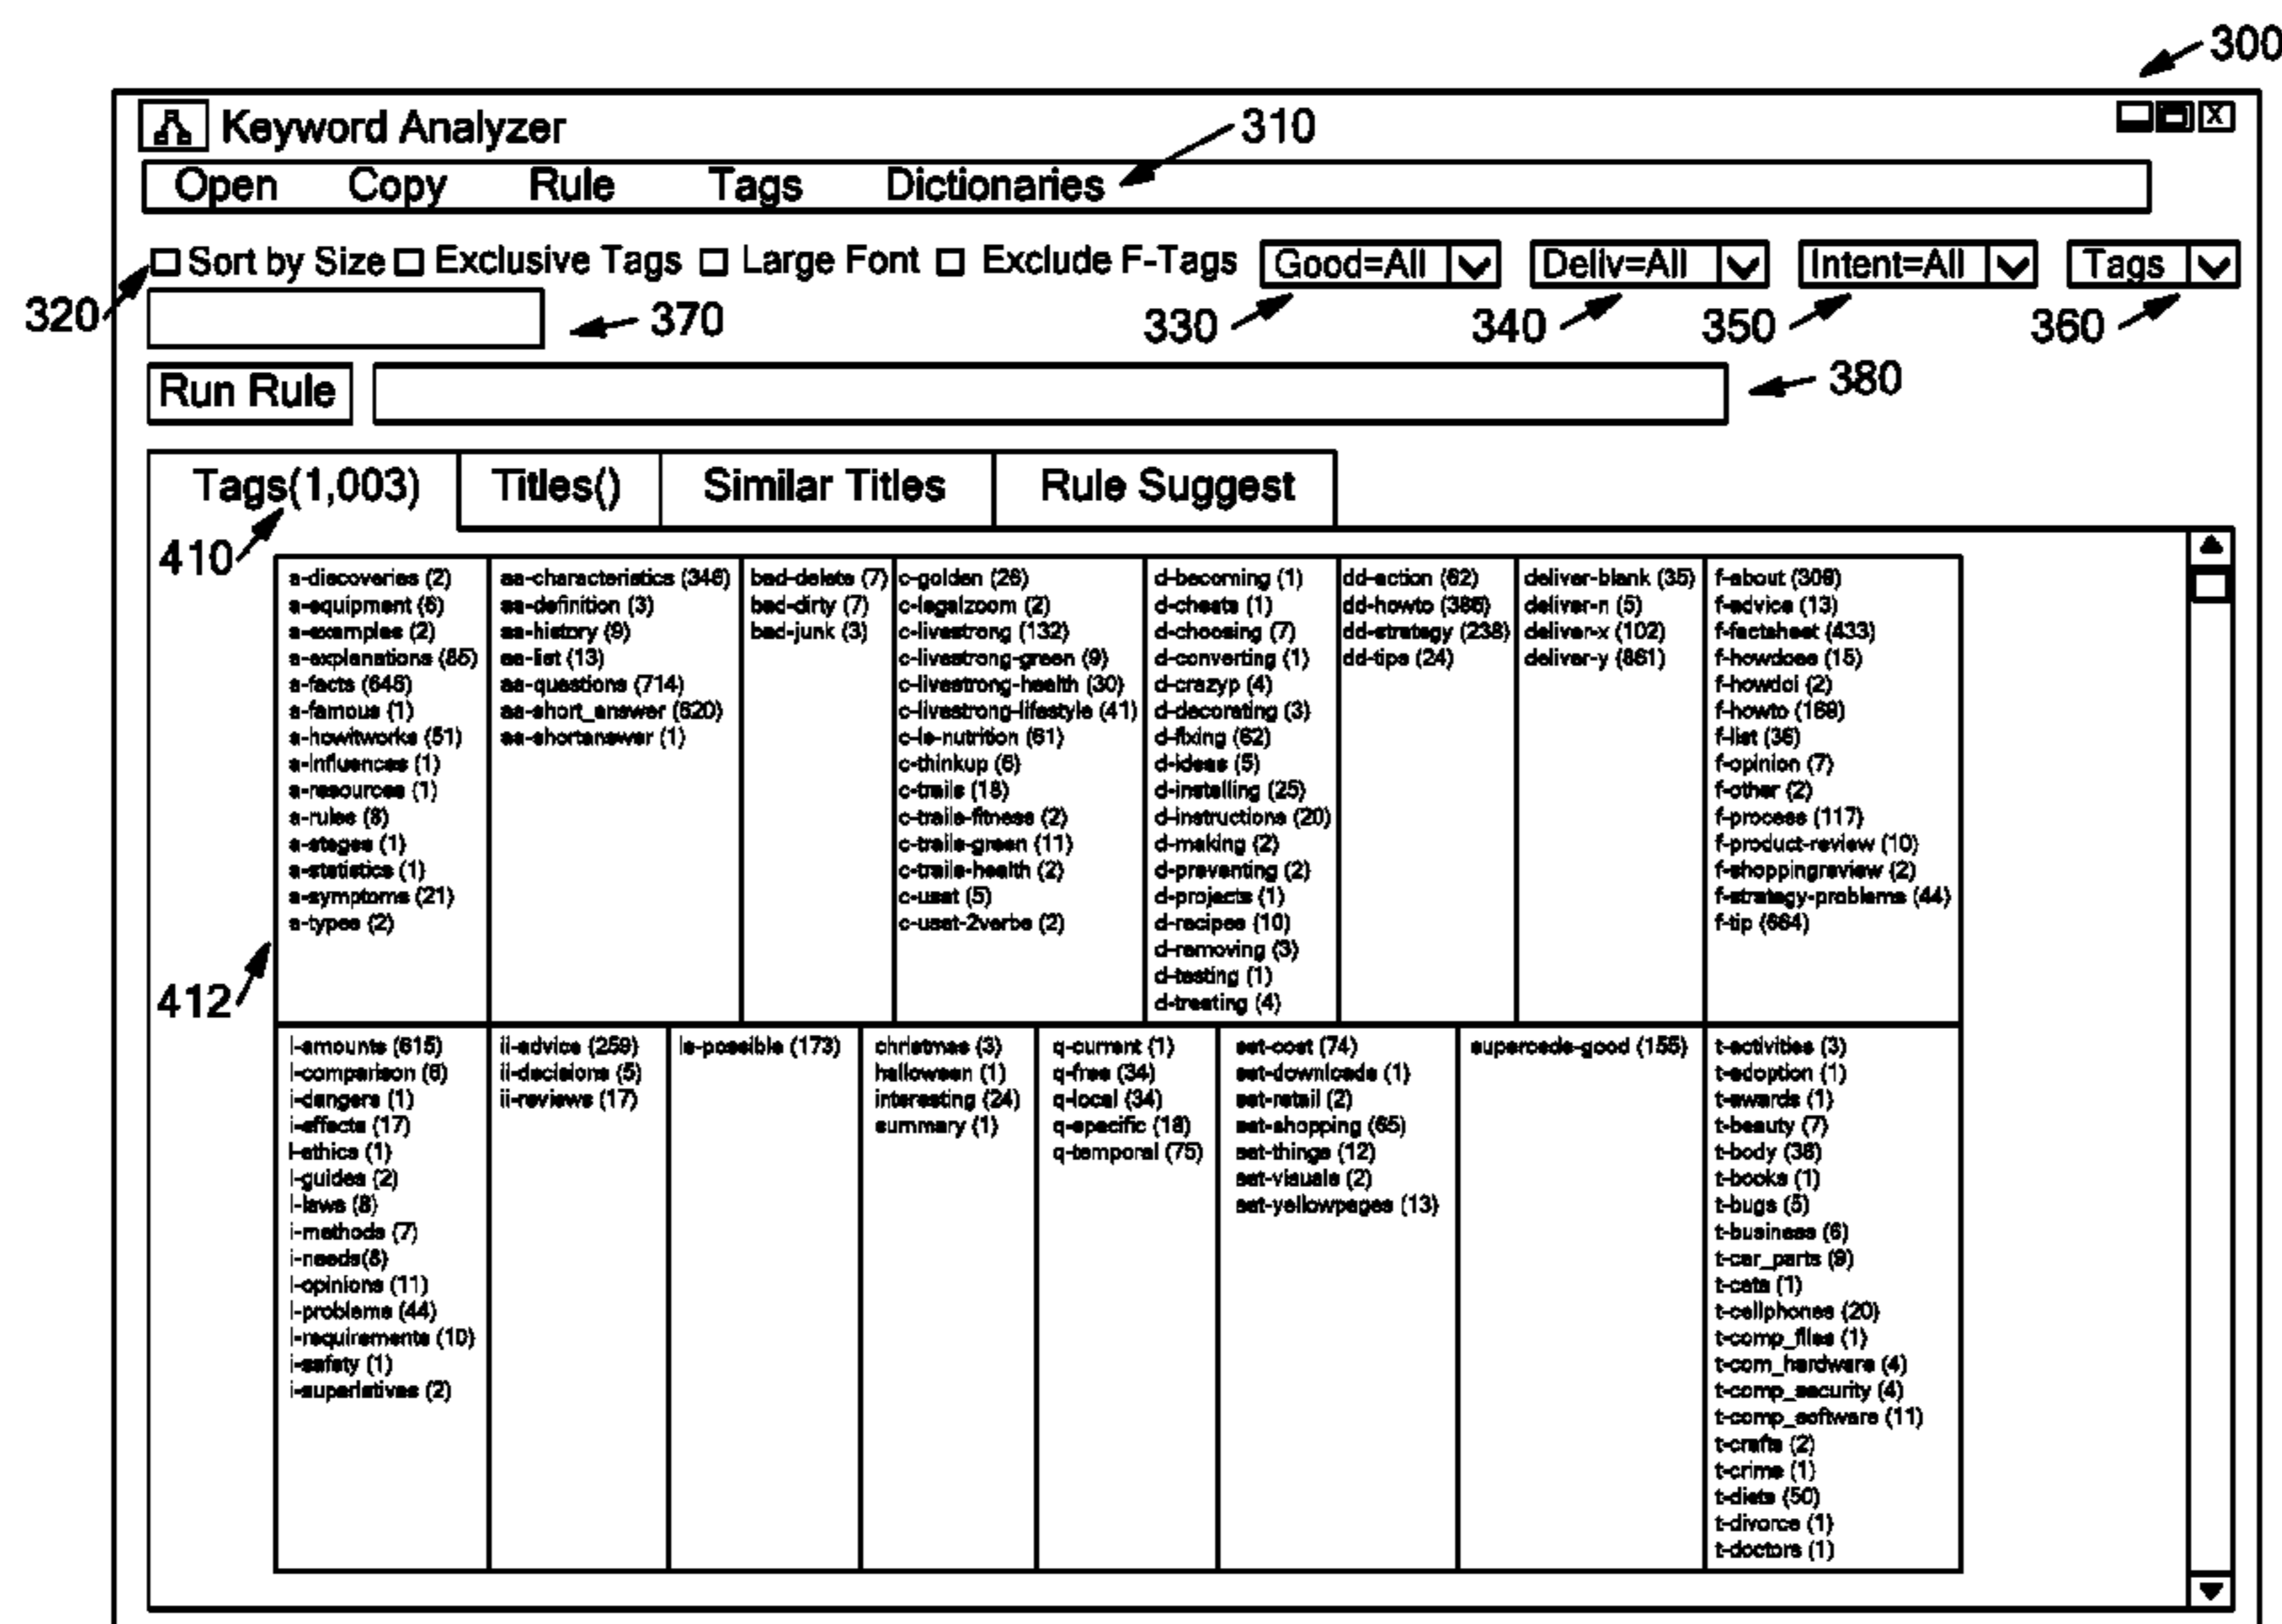 300
Keyword Analyzer
310
X
Open Copy Rule Tags Dictionaries
Sort by Size Exclusive Tags Large Font Exclude F-Tags Good=All Deliv=All Intent=All Tags
320
370
330
340
350
360
Run Rule
380
Tags(1,003) Titles() Similar Titles Rule Suggest
410
412
a-discoveries (2)
a-equipment (6)
a-examples (2)
a-explanations (85)
a-facts (645)
a-famous (1)
a-howitworks (51)
a-influences (1)
a-resources (1)
a-rules (8)
a-stages (1)
a-statistics (1)
a-symptoms (21)
a-types (2)
aa-characteristics (346)
aa-definition (3)
aa-history (9)
aa-list (13)
aa-questions (714)
aa-short_answer (620)
aa-shortanswer (1)
bad-delete (7)
bad-dirty (7)
bad-junk (3)
c-golden (26)
c-legalzoom (2)
c-livestrong (132)
c-livestrong-green (9)
c-livestrong-health (30)
c-livestrong-lifestyle (41)
c-ls-nutrition (61)
c-thinkup (6)
c-trails (18)
c-trails-fitness (2)
c-trails-green (11)
c-trails-health (2)
c-usat (5)
c-usat-2verbs (2)
d-becoming (1)
d-cheats (1)
d-choosing (7)
d-converting (1)
d-crazyp (4)
d-decorating (3)
d-fixing (62)
d-ideas (5)
d-installing (25)
d-instructions (20)
d-making (2)
d-preventing (2)
d-projects (1)
d-recipes (10)
d-removing (3)
d-testing (1)
d-treating (4)
dd-action (62)
dd-howto (386)
dd-strategy (238)
dd-tips (24)
deliver-blank (35)
deliver-n (5)
deliver-x (102)
deliver-y (861)
f-about (309)
f-advice (13)
f-factsheet (433)
f-howdoes (15)
f-howdoi (2)
f-howto (169)
f-list (36)
f-opinion (7)
f-other (2)
f-process (117)
f-product-review (10)
f-shoppingreview (2)
f-strategy-problems (44)
f-tip (664)
l-amounts (615)
l-comparison (6)
i-dangers (1)
i-effects (17)
l-ethics (1)
l-guides (2)
l-laws (8)
i-methods (7)
i-needs(8)
l-opinions (11)
l-problems (44)
l-requirements (10)
i-safety (1)
i-superlatives (2)
ii-advice (259)
ii-decisions (5)
ii-reviews (17)
is-possible (173)
christmas (3)
halloween (1)
interesting (24)
summary (1)
q-current (1)
q-free (34)
q-local (34)
q-specific (18)
q-temporal (75)
sat-cost (74)
sat-downloads (1)
sat-retail (2)
sat-shopping (65)
sat-things (12)
sat-visuals (2)
sat-yellowpages (13)
supercede-good (155)
t-activities (3)
t-adoption (1)
t-awards (1)
t-beauty (7)
t-body (38)
t-books (1)
t-bugs (5)
t-business (6)
t-car_parts (9)
t-cats (1)
t-cellphones (20)
t-comp_files (1)
t-com_hardware (4)
t-comp_security (4)
t-comp_software (11)
t-crafts (2)
t-crime (1)
t-diets (50)
t-divorce (1)
t-doctors (1)